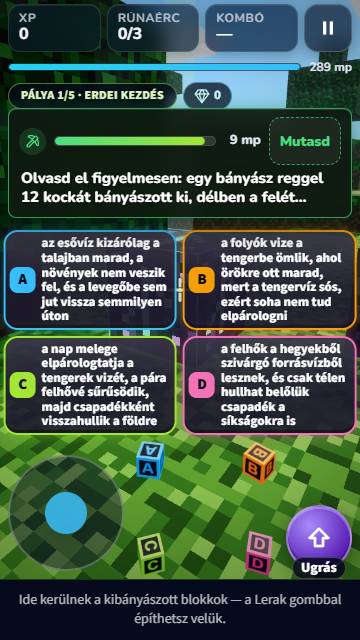 XP
0
RÚNAÉRC
0/3
KOMBÓ
—
289 mp
PÁLYA 1/5 · ERDEI KEZDÉS
0
9 mp
Mutasd
Olvasd el figyelmesen: egy bányász reggel
12 kockát bányászott ki, délben a felét...
A
az esővíz kizárólag a
talajban marad, a
növények nem veszik
fel, és a levegőbe sem
jut vissza semmilyen
úton
B
a folyók vize a
tengerbe ömlik, ahol
örökre ott marad,
mert a tengervíz sós,
ezért soha nem tud
elpárologni
C
a nap melege
elpárologtatja a
tengerek vizét, a pára
felhővé sűrűsödik,
majd csapadékként
visszahullik a földre
D
a felhők a hegyekből
szivárgó forrásvízből
lesznek, és csak télen
hullhat belőlük
csapadék a
síkságokra is
A
A
B
B
C
C
D
D
Ugrás
Ide kerülnek a kibányászott blokkok — a Lerak gombbal
építhetsz velük.